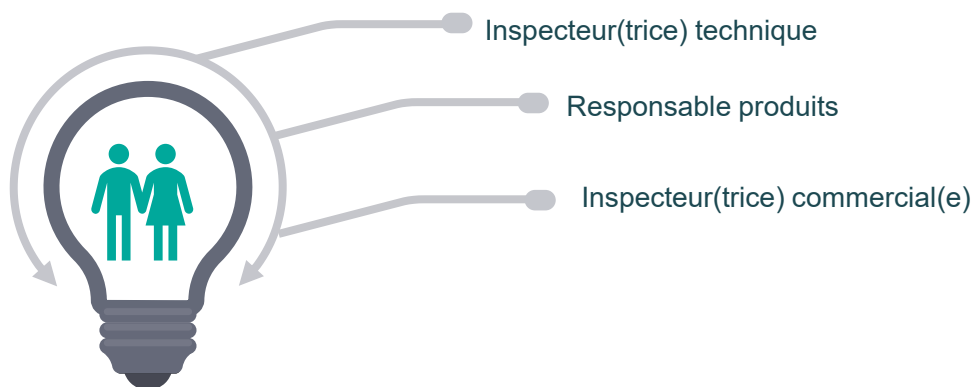 Inspecteur(trice) technique
Responsable produits
Inspecteur(trice) commercial(e)